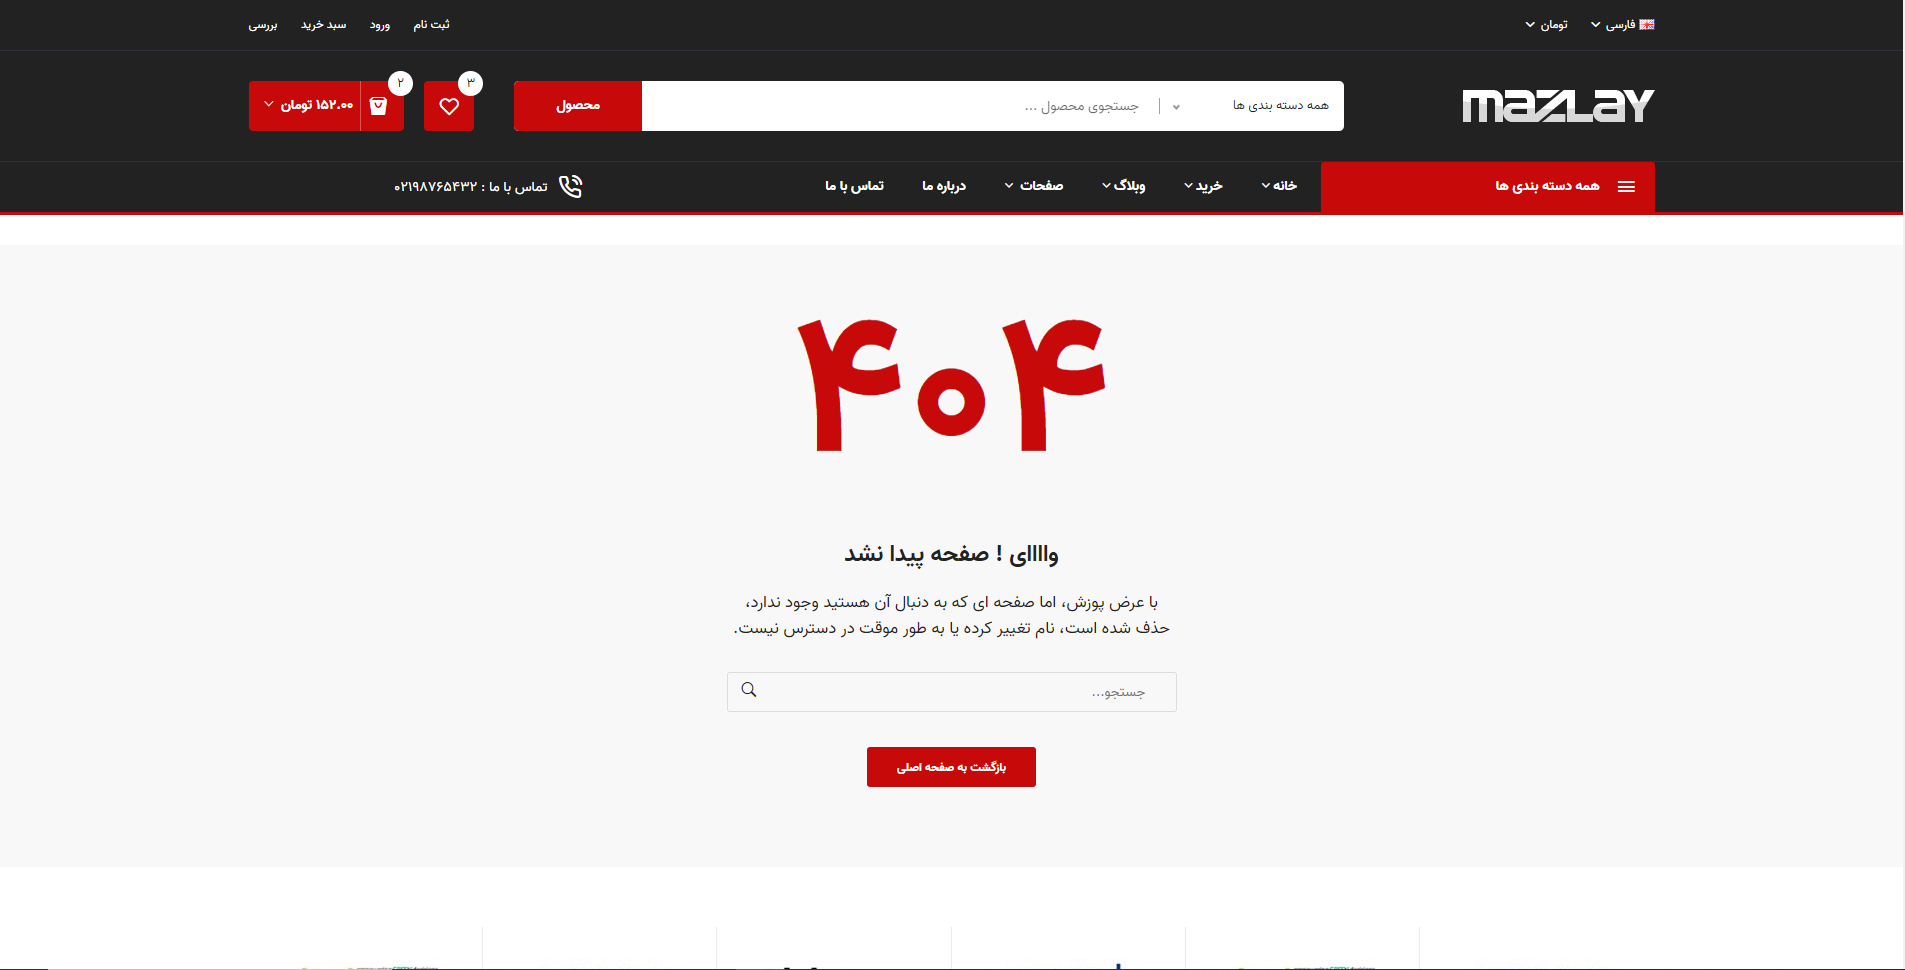 فارسی
تومان
ثبت نام
ورود
سبد خرید
بررسی
mazlay
همه دسته بندی ها
جستجوی محصول ...
محصول
۳
۲
۱۵۲.۰۰ تومان
همه دسته بندی ها
خانه
خرید
وبلاگ
صفحات
درباره ما
تماس با ما
تماس با ما : ۰۲۱۹۸۷۶۵۴۳۲
۴۰۴
واااای ! صفحه پیدا نشد
با عرض پوزش، اما صفحه ای که به دنبال آن هستید وجود ندارد،
حذف شده است، نام تغییر کرده یا به طور موقت در دسترس نیست.
جستجو...
بازگشت به صفحه اصلی